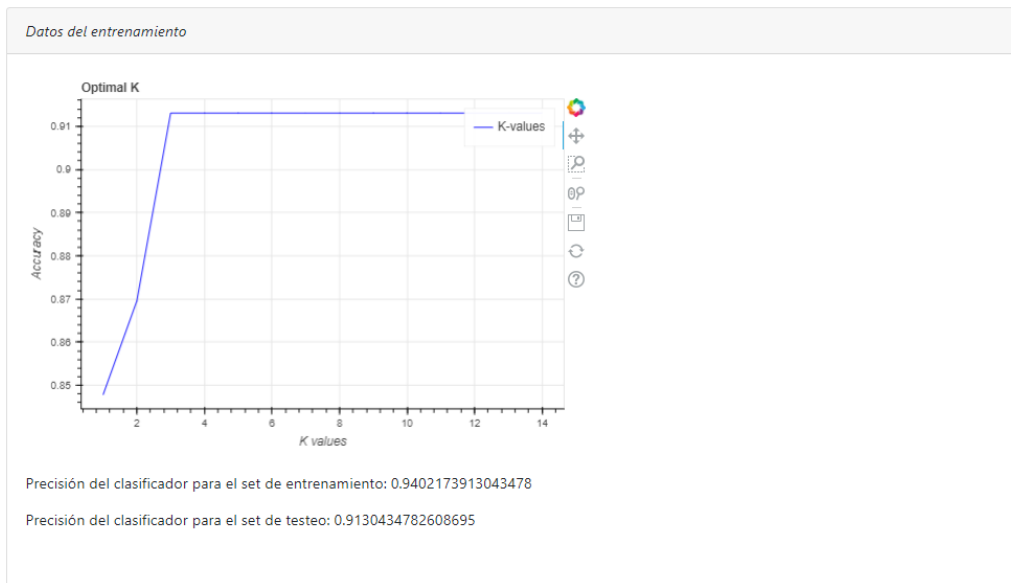 Datos del entrenamiento
Optimal K
K-values
0.91
0.9
0.89
0.88
0.87
0.86
0.85
Accuracy
2 4 6 8 10 12 14
K values
Precisión del clasificador para el set de entrenamiento: 0.9402173913043478
Precisión del clasificador para el set de testeo: 0.9130434782608695